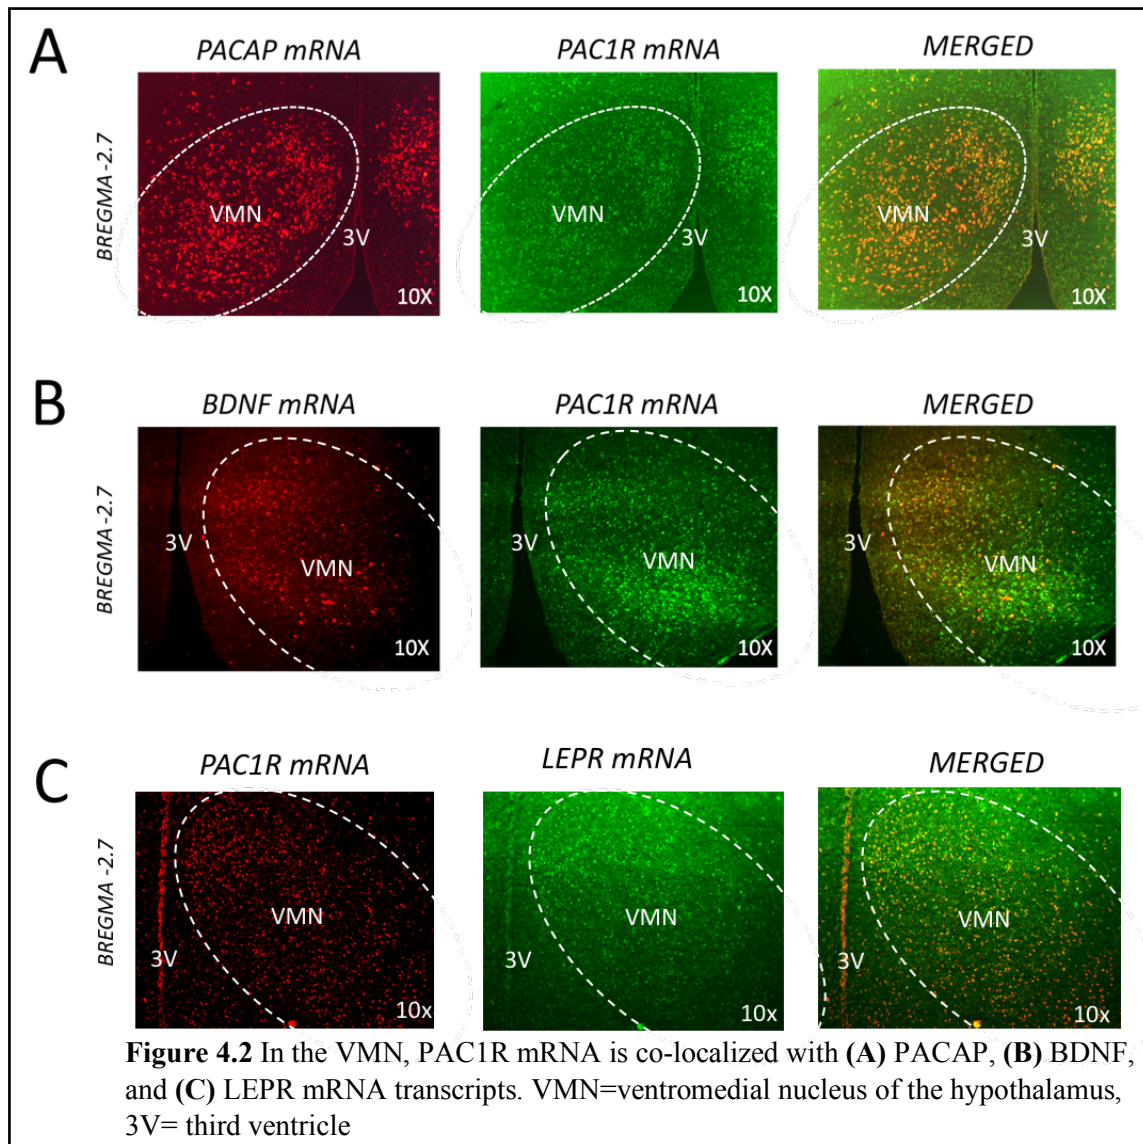 A
PACAP mRNA
PAC1R mRNA
MERGED
BREGMA -2.7
VMN
3V
10X
VMN
3V
10X
VMN
3V
10X
B
BDNF mRNA
PAC1R mRNA
MERGED
BREGMA -2.7
3V
VMN
10X
3V
VMN
10X
3V
VMN
10X
C
PAC1R mRNA
LEPR mRNA
MERGED
BREGMA -2.7
VMN
3V
10x
VMN
3V
10x
VMN
3V
10x
Figure 4.2 In the VMN, PAC1R mRNA is co-localized with (A) PACAP, (B) BDNF,
and (C) LEPR mRNA transcripts. VMN=ventromedial nucleus of the hypothalamus,
3V= third ventricle